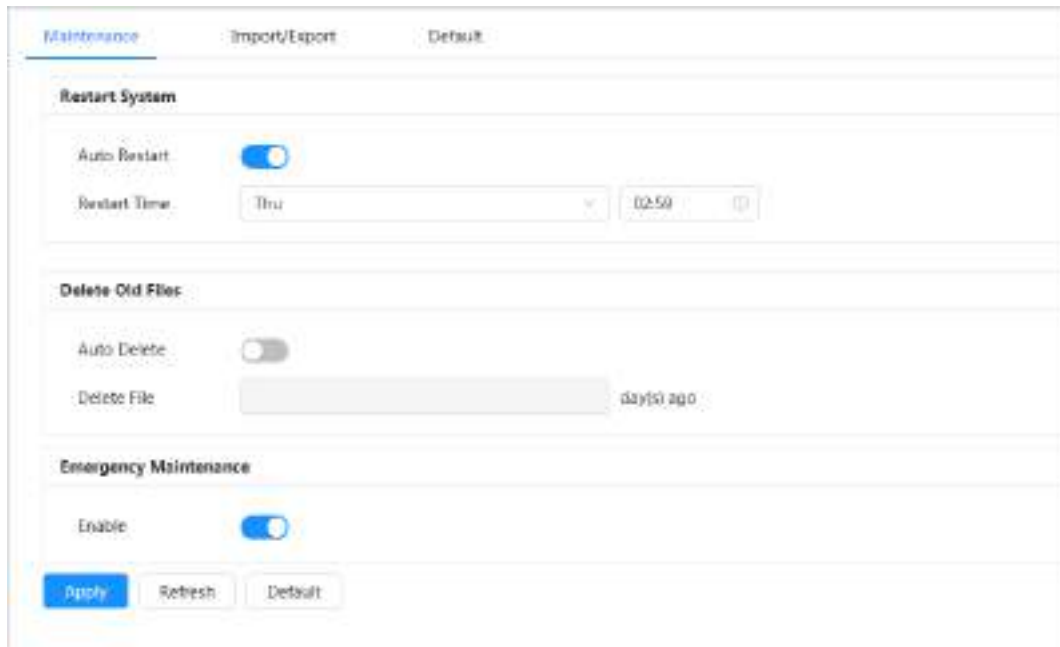 Maintenance Import/Export Default
Restart System
Auto Restart
Restart Time Thu 02:59
Delete Old Files
Auto Delete
Delete File day(s) ago
Emergency Maintenance
Enable
Apply Refresh Default